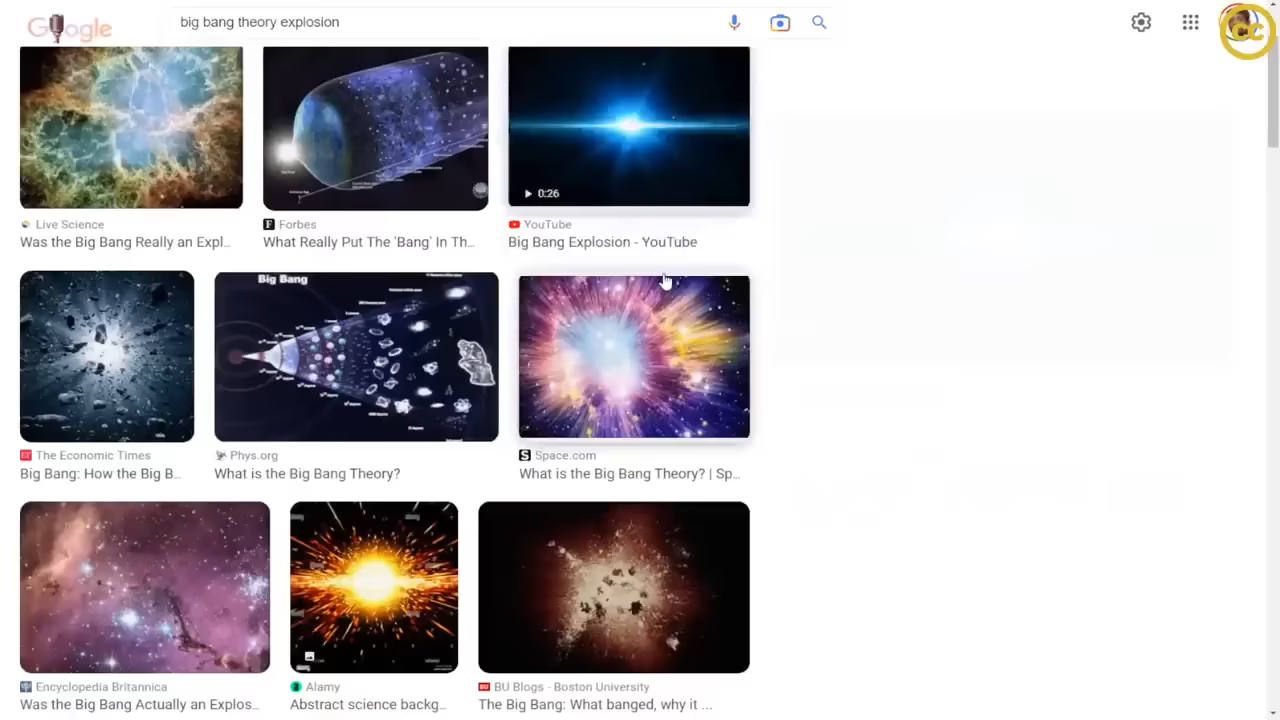 Google
big bang theory explosion
CC
0:26
Live Science
Forbes
YouTube
Was the Big Bang Really an Expl...
What Really Put The 'Bang' In Th...
Big Bang Explosion - YouTube
Big Bang
The Economic Times
Phys.org
Space.com
Big Bang: How the Big B...
What is the Big Bang Theory?
What is the Big Bang Theory? | Sp...
Encyclopedia Britannica
Alamy
BU Blogs - Boston University
Was the Big Bang Actually an Explos...
Abstract science backg...
The Big Bang: What banged, why it ...